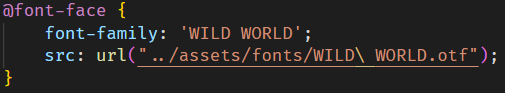 @font-face {
    font-family: 'WILD WORLD';
    src: url("../assets/fonts/WILD\ WORLD.otf");
}